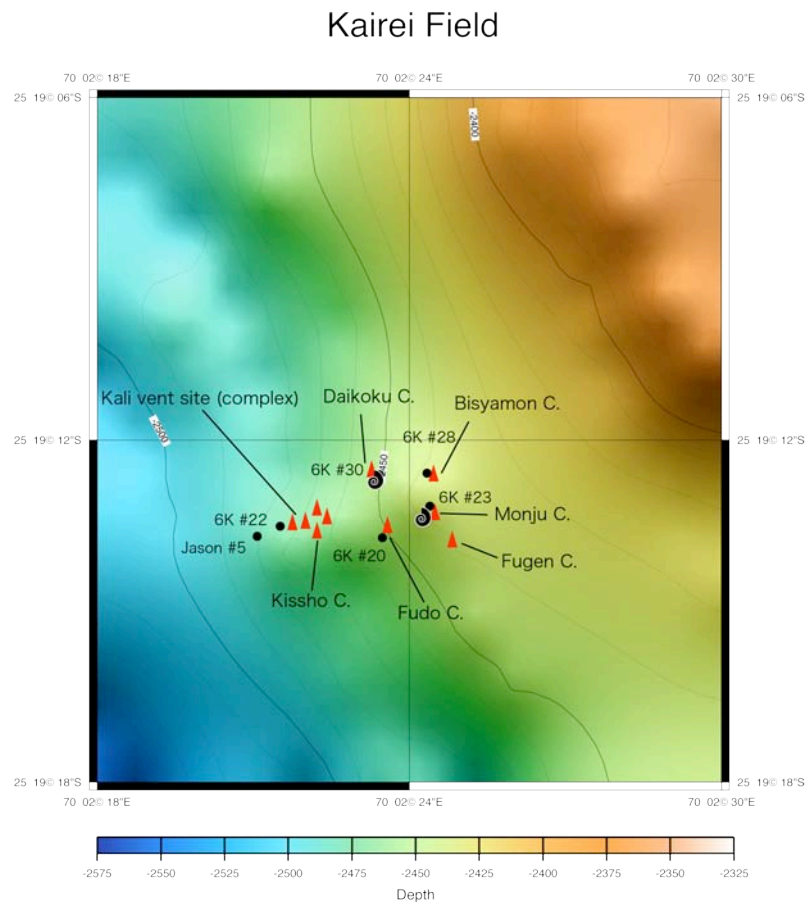 Kairei Field
70 02© 18"E 70 02© 24"E 70 02© 30"E
25 19© 06"S 25 19© 06"S
-2400
Kali vent site (complex)
Daikoku C.
Bisyamon C.
-2500
25 19© 12"S 25 19© 12"S
6K #28
6K #30
2450
6K #23
6K #22
Monju C.
Jason #5
6K #20
Fugen C.
Kissho C.
Fudo C.
25 19© 18"S 25 19© 18"S
70 02© 18"E 70 02© 24"E 70 02© 30"E
-2575 -2550 -2525 -2500 -2475 -2450 -2425 -2400 -2375 -2350 -2325
Depth